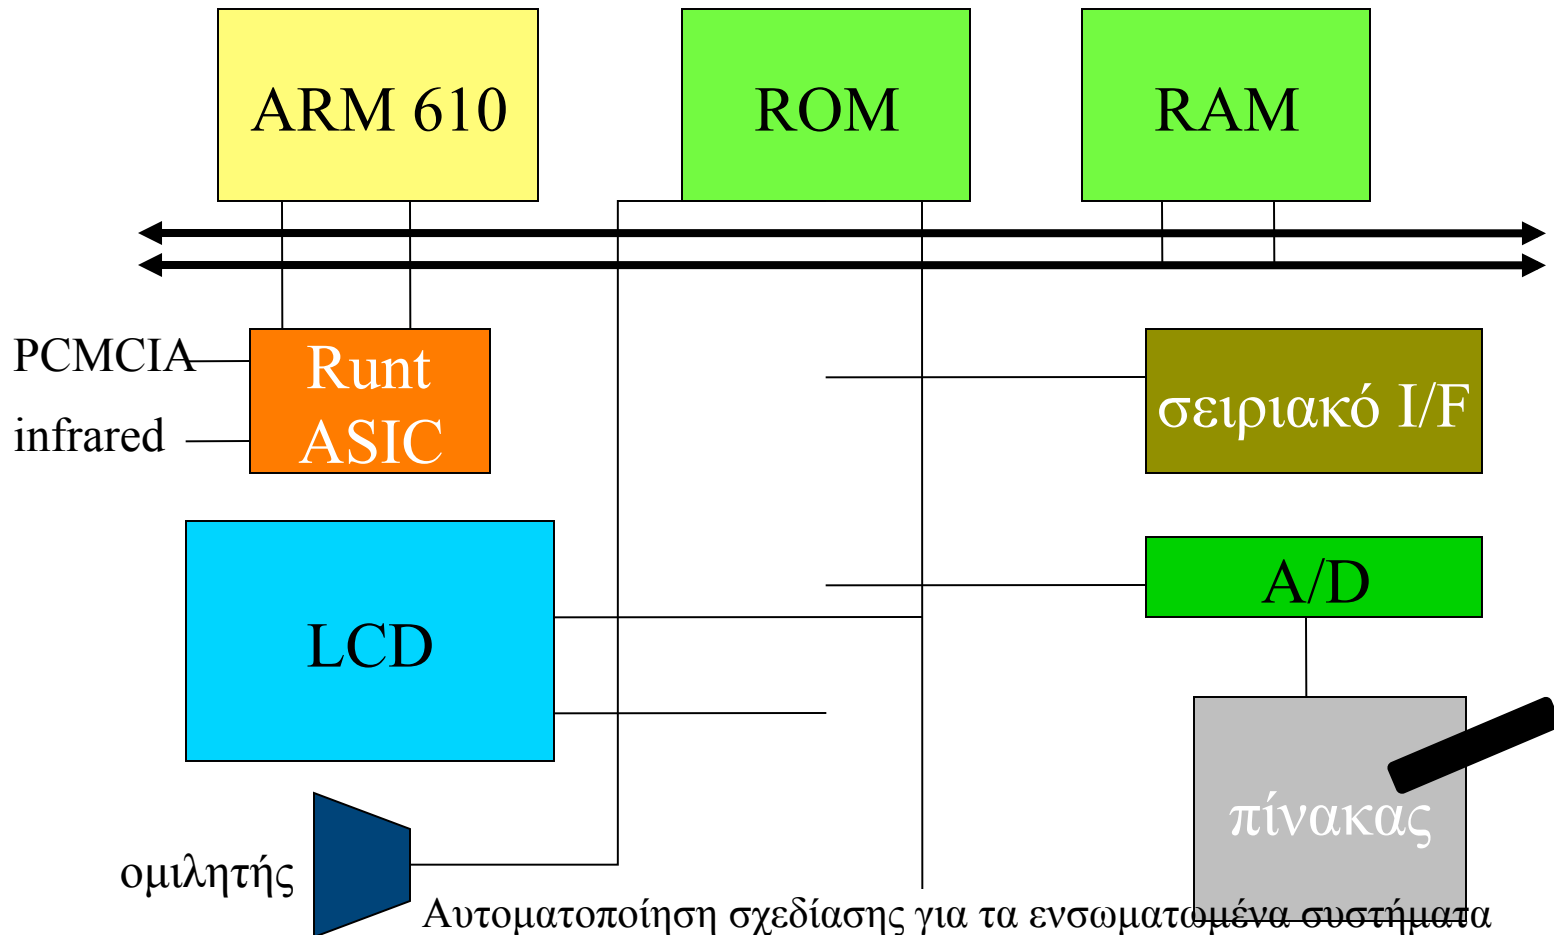 ARM 610
ROM
RAM
PCMCIA
infrared
Runt
ASIC
σειριακό I/F
LCD
A/D
πίνακας
ομιλητής
Αυτοματοποίηση σχεδίασης για τα ενσωματωμένα συστήματα